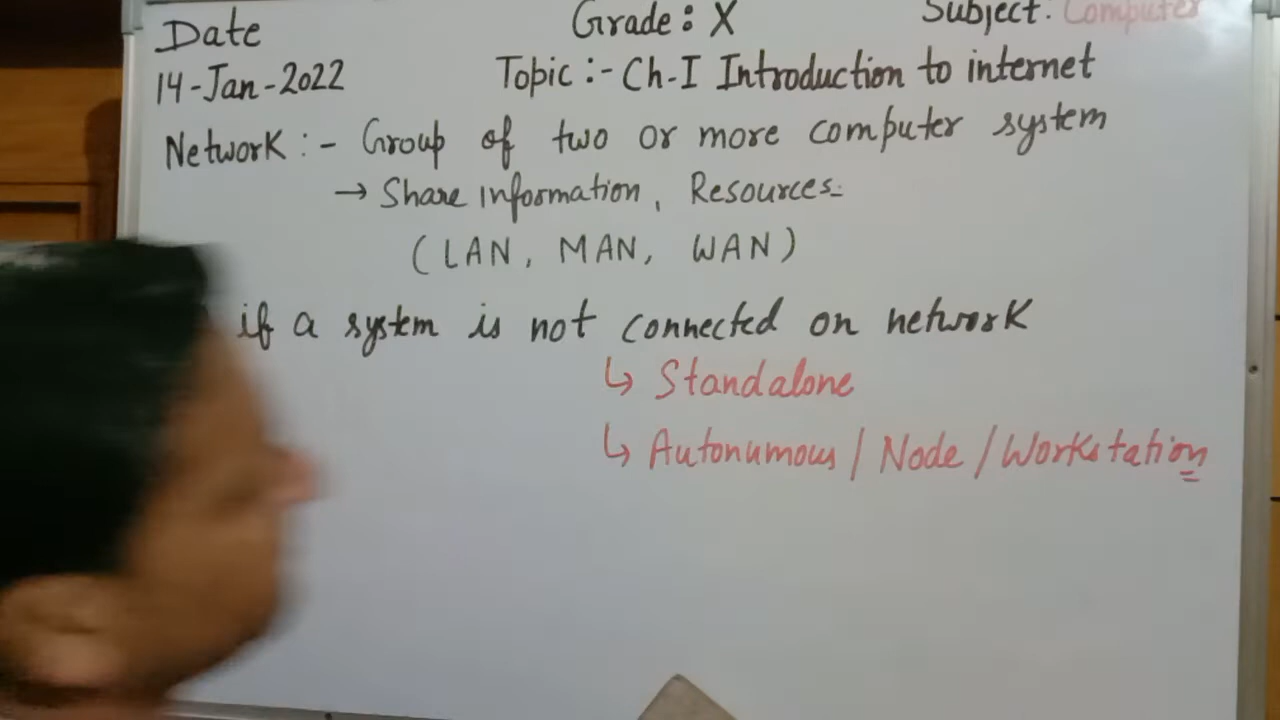 Date
Grade: X
Subject: Computer
14-Jan-2022
Topic :- Ch-I Introduction to internet
Network :- Group of two or more computer system
→ Share information, Resources-
(LAN, MAN, WAN)
if a system is not connected on network
↳ Standalone
↳ Autonumous / Node / Workstation